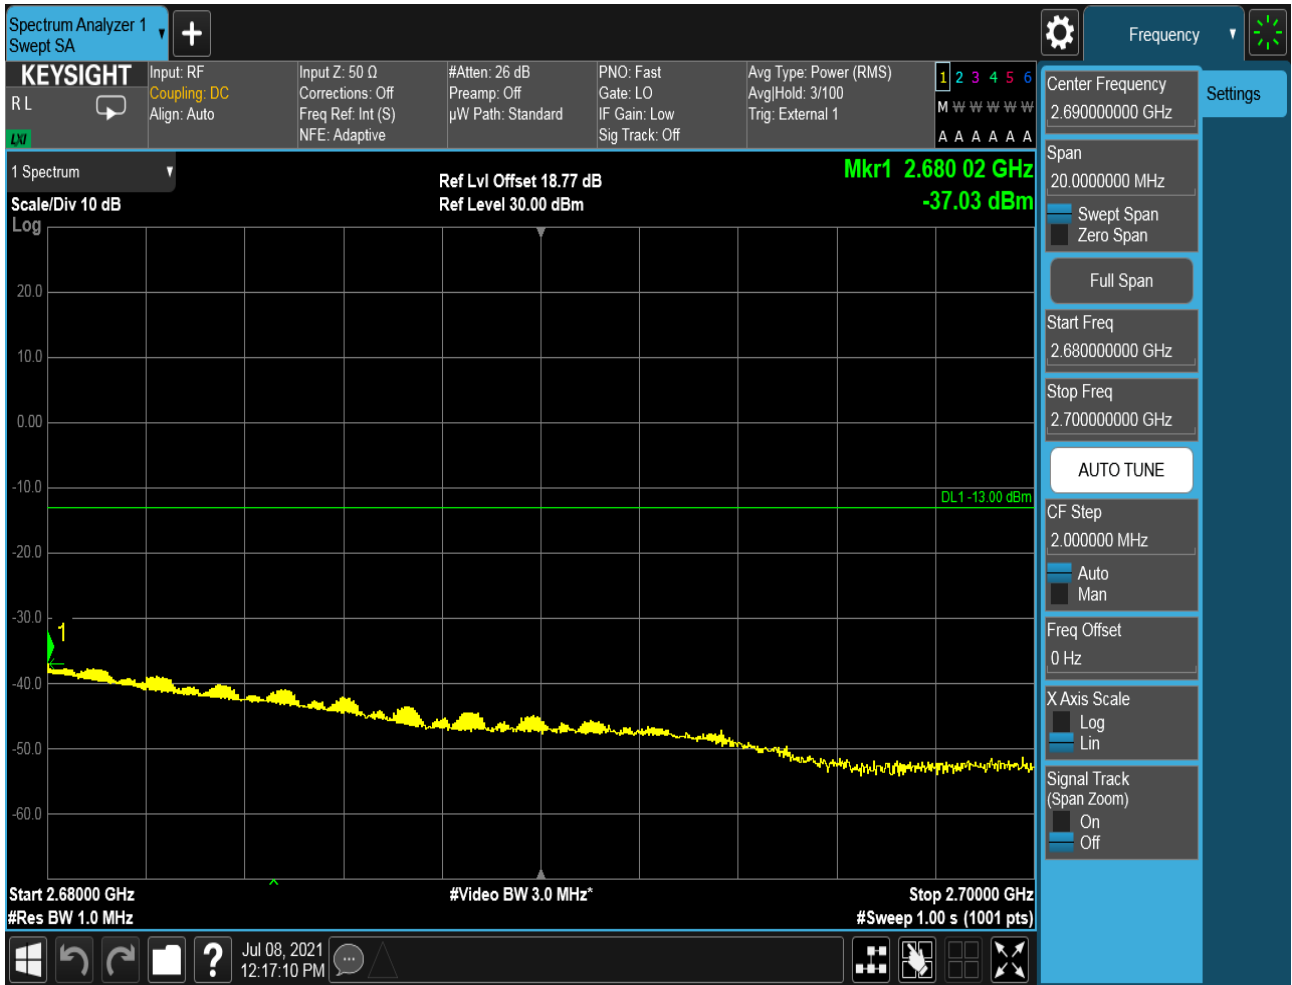 Spectrum Analyzer 1
Swept SA
Frequency
KEYSIGHT
R L
LXI
Input: RF
Coupling: DC
Align: Auto
Input Z: 50 Ω
Corrections: Off
Freq Ref: Int (S)
NFE: Adaptive
#Atten: 26 dB
Preamp: Off
µW Path: Standard
PNO: Fast
Gate: LO
IF Gain: Low
Sig Track: Off
Avg Type: Power (RMS)
Avg|Hold: 3/100
Trig: External 1
1 2 3 4 5 6
M W W W W W
A A A A A A
1 Spectrum
Scale/Div 10 dB
Log
Ref Lvl Offset 18.77 dB
Ref Level 30.00 dBm
Mkr1 2.680 02 GHz
-37.03 dBm
20.0
10.0
0.00
-10.0
DL1 -13.00 dBm
-20.0
-30.0
1
-40.0
-50.0
-60.0
Start 2.68000 GHz
#Res BW 1.0 MHz
#Video BW 3.0 MHz*
Stop 2.70000 GHz
#Sweep 1.00 s (1001 pts)
?
Jul 08, 2021
12:17:10 PM
Settings
Center Frequency
2.690000000 GHz
Span
20.0000000 MHz
Swept Span
Zero Span
Full Span
Start Freq
2.680000000 GHz
Stop Freq
2.700000000 GHz
AUTO TUNE
CF Step
2.000000 MHz
Auto
Man
Freq Offset
0 Hz
X Axis Scale
Log
Lin
Signal Track
(Span Zoom)
On
Off